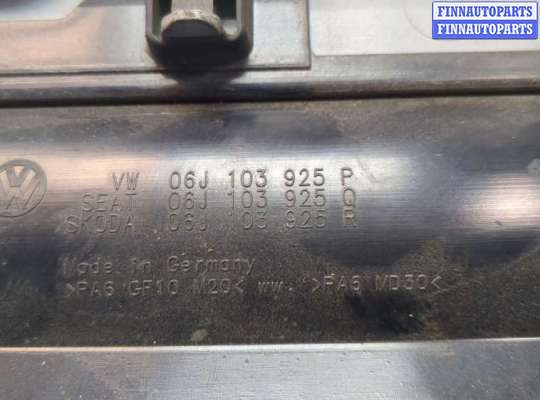 FINNAUTOPARTS
FINNAUTOPARTS
VW 06J 103 925 P
SEAT 06J 103 925 Q
SKODA 06J 103 925 R
Made in Germany
>PA6 GF10 M20< ww. >PA6 MD30<